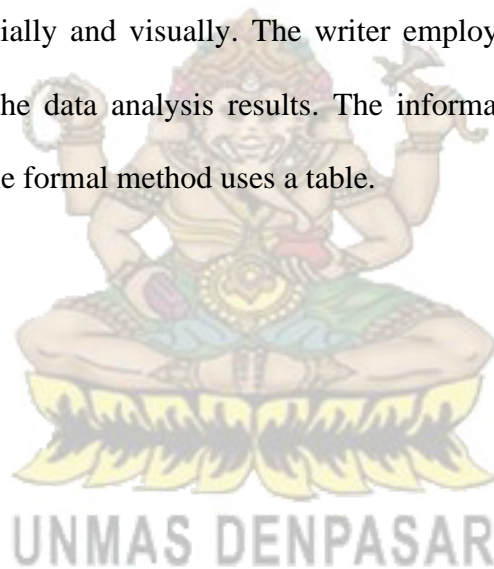 ially and visually. The writer employ
he data analysis results. The informa
e formal method uses a table.
UNMAS DENPASAR